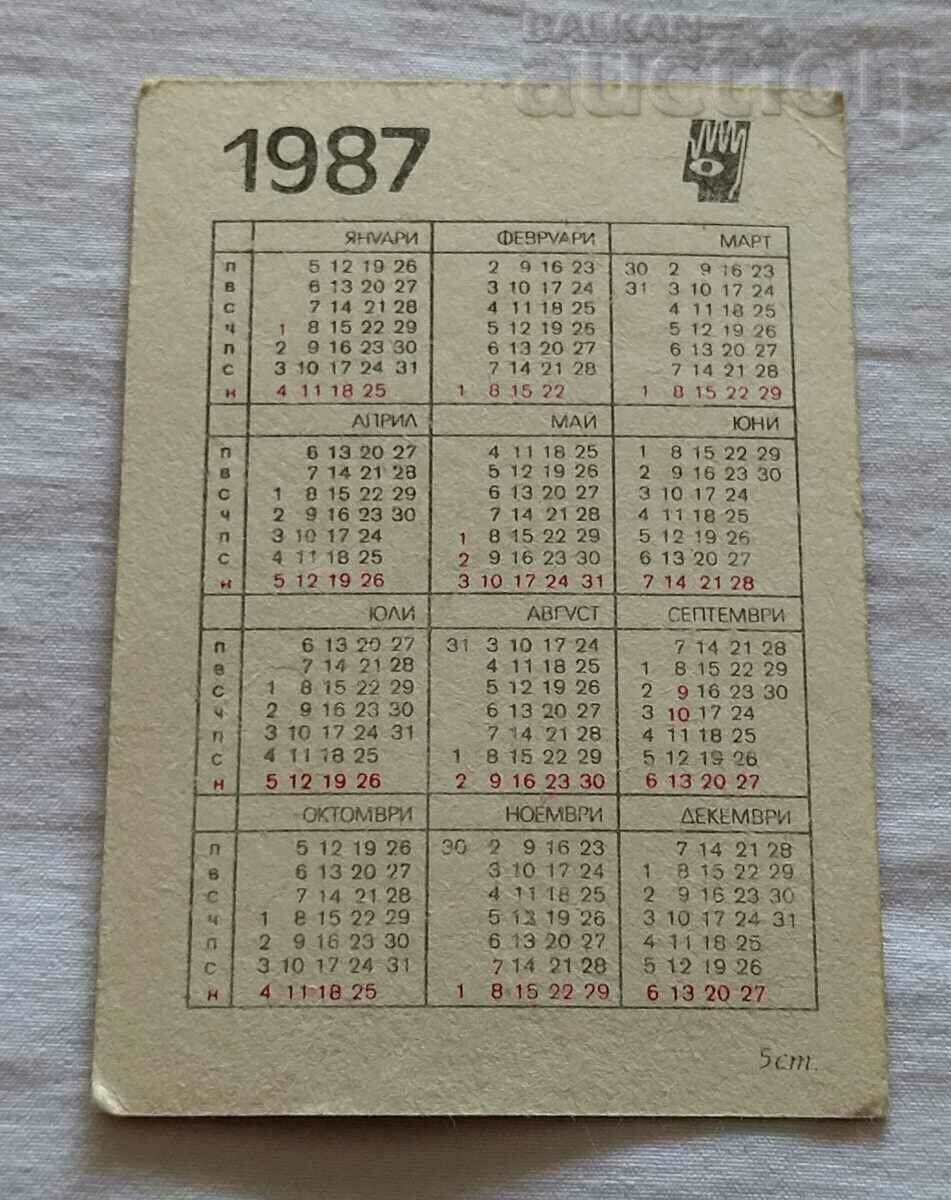 BALKAN
auction
1987
ЯНУАРИ ФЕВРУАРИ МАРТ
П 5 12 19 26 2 9 16 23 30 2 9 16 23
В 6 13 20 27 3 10 17 24 31 3 10 17 24
С 7 14 21 28 4 11 18 25 4 11 18 25
Ч 1 8 15 22 29 5 12 19 26 5 12 19 26
П 2 9 16 23 30 6 13 20 27 6 13 20 27
С 3 10 17 24 31 7 14 21 28 7 14 21 28
Н 4 11 18 25 1 8 15 22 1 8 15 22 29
АПРИЛ МАЙ ЮНИ
П 6 13 20 27 4 11 18 25 1 8 15 22 29
В 7 14 21 28 5 12 19 26 2 9 16 23 30
С 1 8 15 22 29 6 13 20 27 3 10 17 24
Ч 2 9 16 23 30 7 14 21 28 4 11 18 25
П 3 10 17 24 1 8 15 22 29 5 12 19 26
С 4 11 18 25 2 9 16 23 30 6 13 20 27
Н 5 12 19 26 3 10 17 24 31 7 14 21 28
ЮЛИ АВГУСТ СЕПТЕМВРИ
П 6 13 20 27 31 3 10 17 24 7 14 21 28
В 7 14 21 28 4 11 18 25 1 8 15 22 29
С 1 8 15 22 29 5 12 19 26 2 9 16 23 30
Ч 2 9 16 23 30 6 13 20 27 3 10 17 24
П 3 10 17 24 31 7 14 21 28 4 11 18 25
С 4 11 18 25 1 8 15 22 29 5 12 19 26
Н 5 12 19 26 2 9 16 23 30 6 13 20 27
ОКТОМВРИ НОЕМВРИ ДЕКЕМВРИ
П 5 12 19 26 30 2 9 16 23 7 14 21 28
В 6 13 20 27 3 10 17 24 1 8 15 22 29
С 7 14 21 28 4 11 18 25 2 9 16 23 30
Ч 1 8 15 22 29 5 12 19 26 3 10 17 24 31
П 2 9 16 23 30 6 13 20 27 4 11 18 25
С 3 10 17 24 31 7 14 21 28 5 12 19 26
Н 4 11 18 25 1 8 15 22 29 6 13 20 27
5 ст.